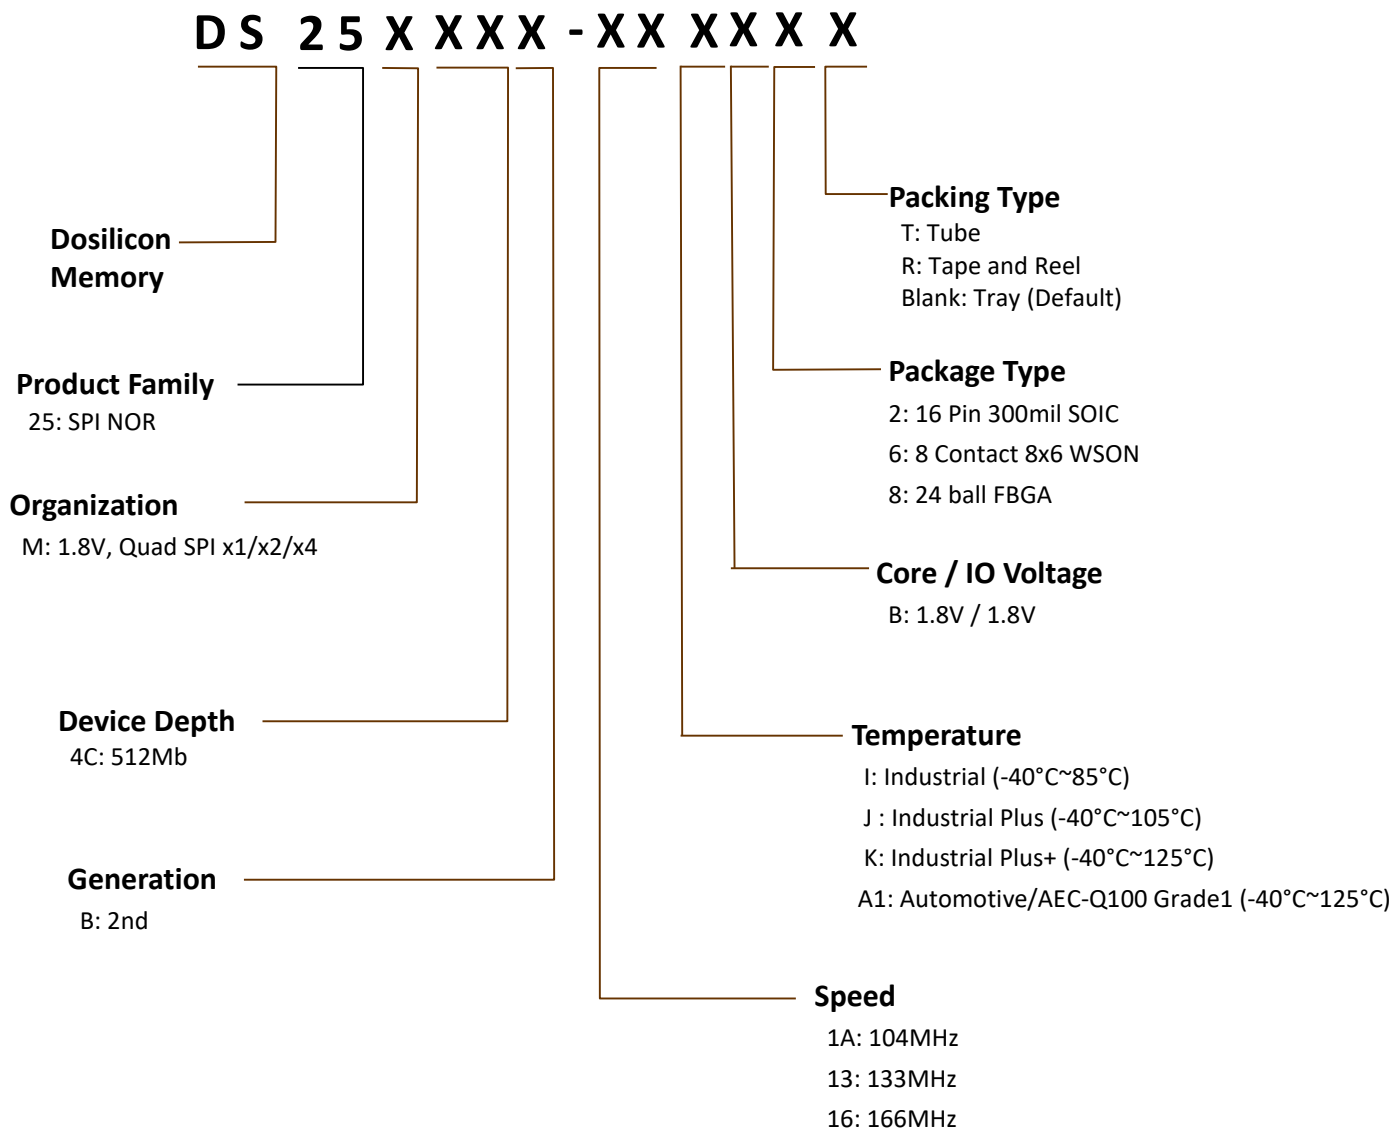 DS 25 X XX X - XX X X X X
Dosilicon
Memory
Product Family
25: SPI NOR
Organization
M: 1.8V, Quad SPI x1/x2/x4
Device Depth
4C: 512Mb
Generation
B: 2nd
Packing Type
T: Tube
R: Tape and Reel
Blank: Tray (Default)
Package Type
2: 16 Pin 300mil SOIC
6: 8 Contact 8x6 WSON
8: 24 ball FBGA
Core / IO Voltage
B: 1.8V / 1.8V
Temperature
I: Industrial (-40°C~85°C)
J : Industrial Plus (-40°C~105°C)
K: Industrial Plus+ (-40°C~125°C)
A1: Automotive/AEC-Q100 Grade1 (-40°C~125°C)
Speed
1A: 104MHz
13: 133MHz
16: 166MHz